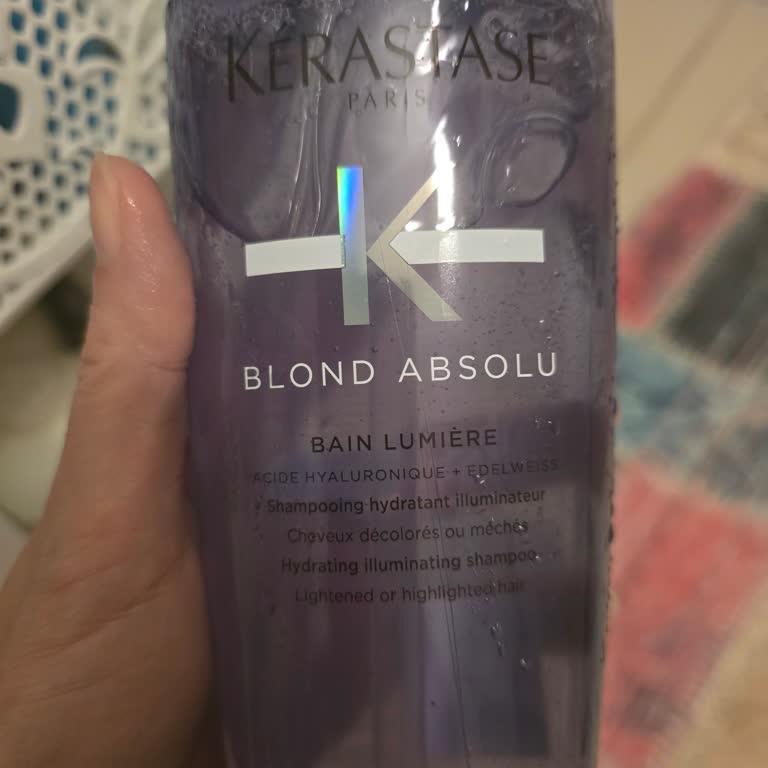 KERASTASE
PARIS
BLOND ABSOLU
BAIN LUMIÈRE
ACIDE HYALURONIQUE + EDELWEISS
Shampooing hydratant illuminateur
Cheveux décolorés ou méchés
Hydrating illuminating shampoo
Lightened or highlighted hair